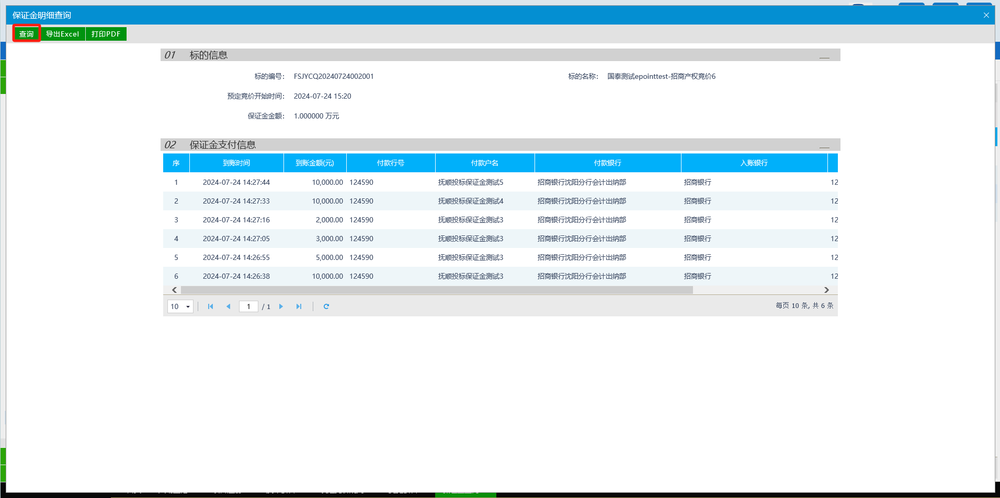 保证金明细查询
查询 导出Excel 打印PDF
01 标的信息
标的编号： FSJYCQ20240724002001 标的名称： 国泰测试epointtest-招商产权竞价6
预定竞价开始时间： 2024-07-24 15:20
保证金金额： 1.000000 万元
02 保证金支付信息
序 到账时间 到账金额(元) 付款行号 付款户名 付款银行 入账银行
1 2024-07-24 14:27:44 10,000.00 124590 抚顺投标保证金测试5 招商银行沈阳分行会计出纳部 招商银行 12
2 2024-07-24 14:27:33 10,000.00 124590 抚顺投标保证金测试4 招商银行沈阳分行会计出纳部 招商银行 12
3 2024-07-24 14:27:16 2,000.00 124590 抚顺投标保证金测试3 招商银行沈阳分行会计出纳部 招商银行 12
4 2024-07-24 14:27:05 3,000.00 124590 抚顺投标保证金测试3 招商银行沈阳分行会计出纳部 招商银行 12
5 2024-07-24 14:26:55 5,000.00 124590 抚顺投标保证金测试3 招商银行沈阳分行会计出纳部 招商银行 12
6 2024-07-24 14:26:38 10,000.00 124590 抚顺投标保证金测试3 招商银行沈阳分行会计出纳部 招商银行 12
10 1 / 1 每页 10 条, 共 6 条